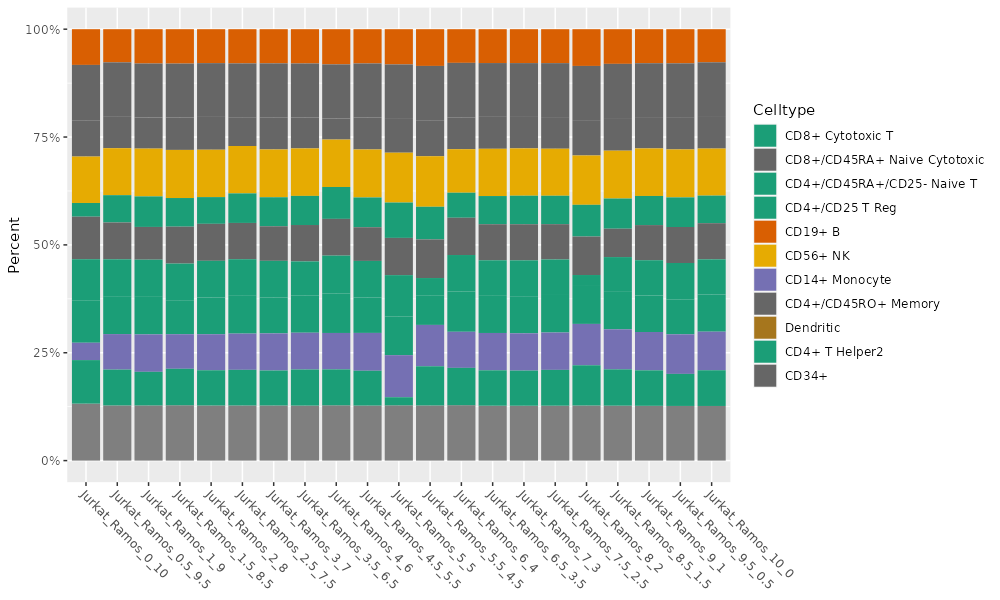 100%
75%
50%
25%
0%
Percent
Jurkat_Ramos_0_10
Jurkat_Ramos_0.5_9.5
Jurkat_Ramos_1_9
Jurkat_Ramos_1.5_8.5
Jurkat_Ramos_2_8
Jurkat_Ramos_2.5_7.5
Jurkat_Ramos_3_7
Jurkat_Ramos_3.5_6.5
Jurkat_Ramos_4_6
Jurkat_Ramos_4.5_5.5
Jurkat_Ramos_5_5
Jurkat_Ramos_5.5_4.5
Jurkat_Ramos_6_4
Jurkat_Ramos_6.5_3.5
Jurkat_Ramos_7_3
Jurkat_Ramos_7.5_2.5
Jurkat_Ramos_8_2
Jurkat_Ramos_8.5_1.5
Jurkat_Ramos_9_1
Jurkat_Ramos_9.5_0.5
Jurkat_Ramos_10_0
Celltype
CD8+ Cytotoxic T
CD8+/CD45RA+ Naive Cytotoxic
CD4+/CD45RA+/CD25- Naive T
CD4+/CD25 T Reg
CD19+ B
CD56+ NK
CD14+ Monocyte
CD4+/CD45RO+ Memory
Dendritic
CD4+ T Helper2
CD34+